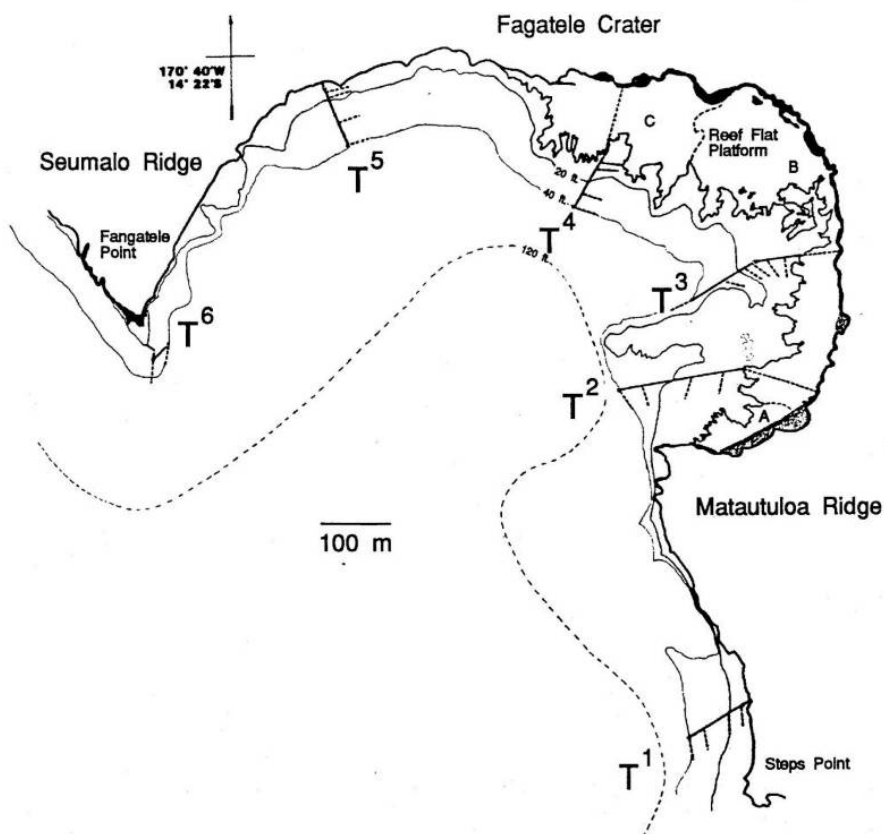 Fagatele Crater
170° 40'W
14° 22'S
Seumalo Ridge
Fangatele
Point
C
Reef Flat
Platform
B
T5
20 ft.
40 ft.
T4
120 ft.
T3
T6
T2
A
Matautuloa Ridge
100 m
T1
Steps Point